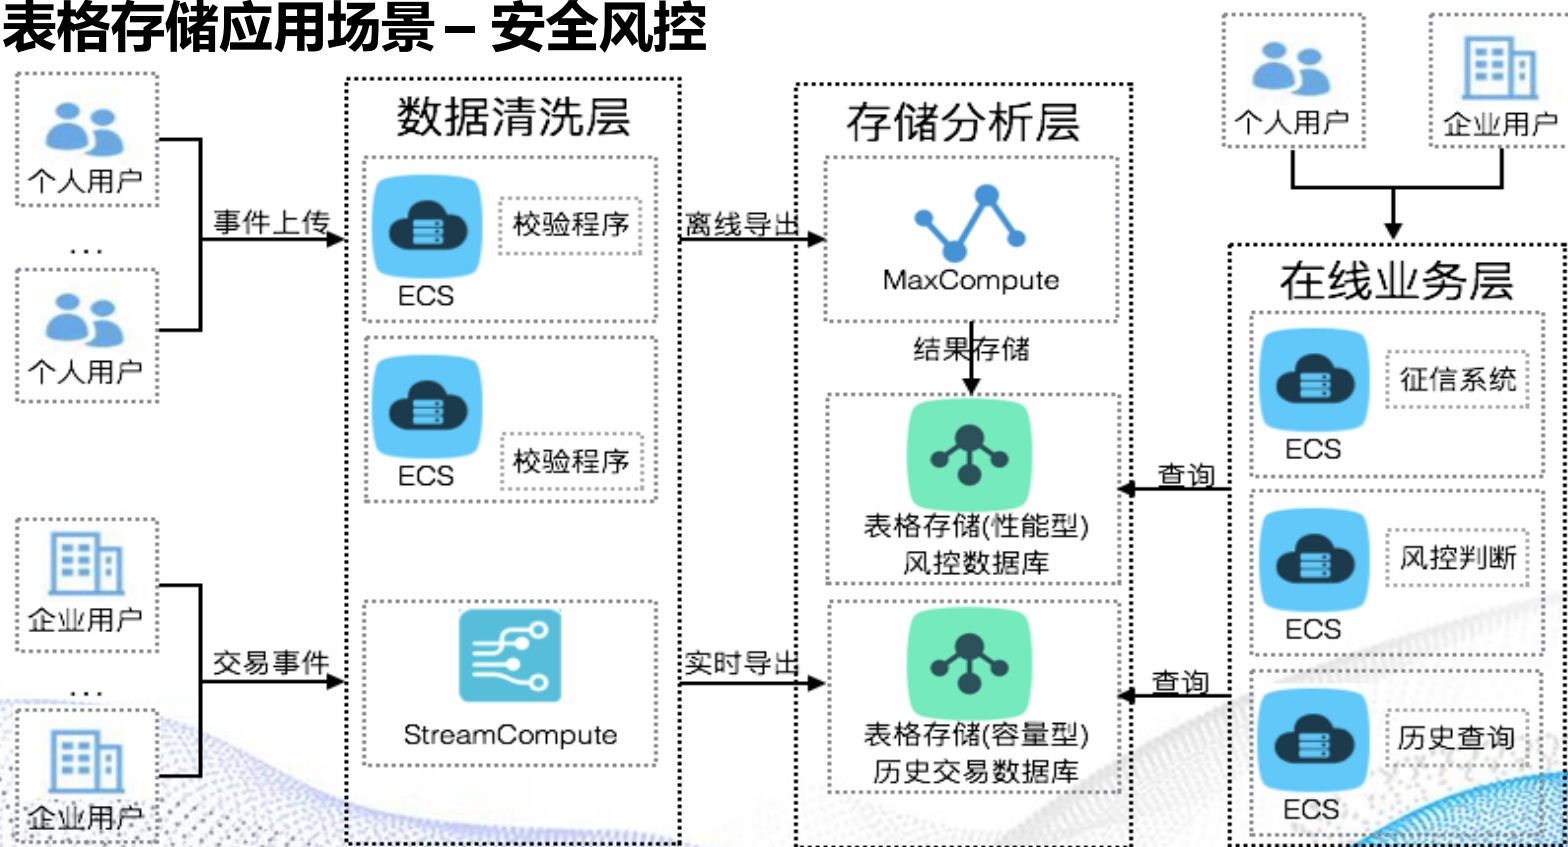 表格存储应用场景 – 安全风控
个人用户
...
个人用户
企业用户
...
企业用户
事件上传
交易事件
数据清洗层
校验程序
ECS
校验程序
ECS
StreamCompute
离线导出
实时导出
存储分析层
MaxCompute
结果存储
表格存储(性能型)
风控数据库
表格存储(容量型)
历史交易数据库
查询
查询
个人用户
企业用户
在线业务层
征信系统
ECS
风控判断
ECS
历史查询
ECS